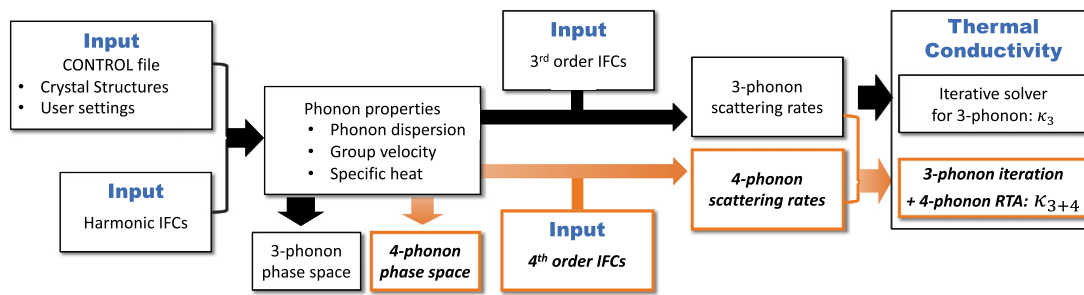 Input
CONTROL file
• Crystal Structures
• User settings
Input
Harmonic IFCs
Phonon properties
• Phonon dispersion
• Group velocity
• Specific heat
3-phonon
phase space
4-phonon
phase space
Input
3rd order IFCs
Input
4th order IFCs
3-phonon
scattering rates
4-phonon
scattering rates
Thermal
Conductivity
Iterative solver
for 3-phonon: κ3
3-phonon iteration
+ 4-phonon RTA: κ3+4